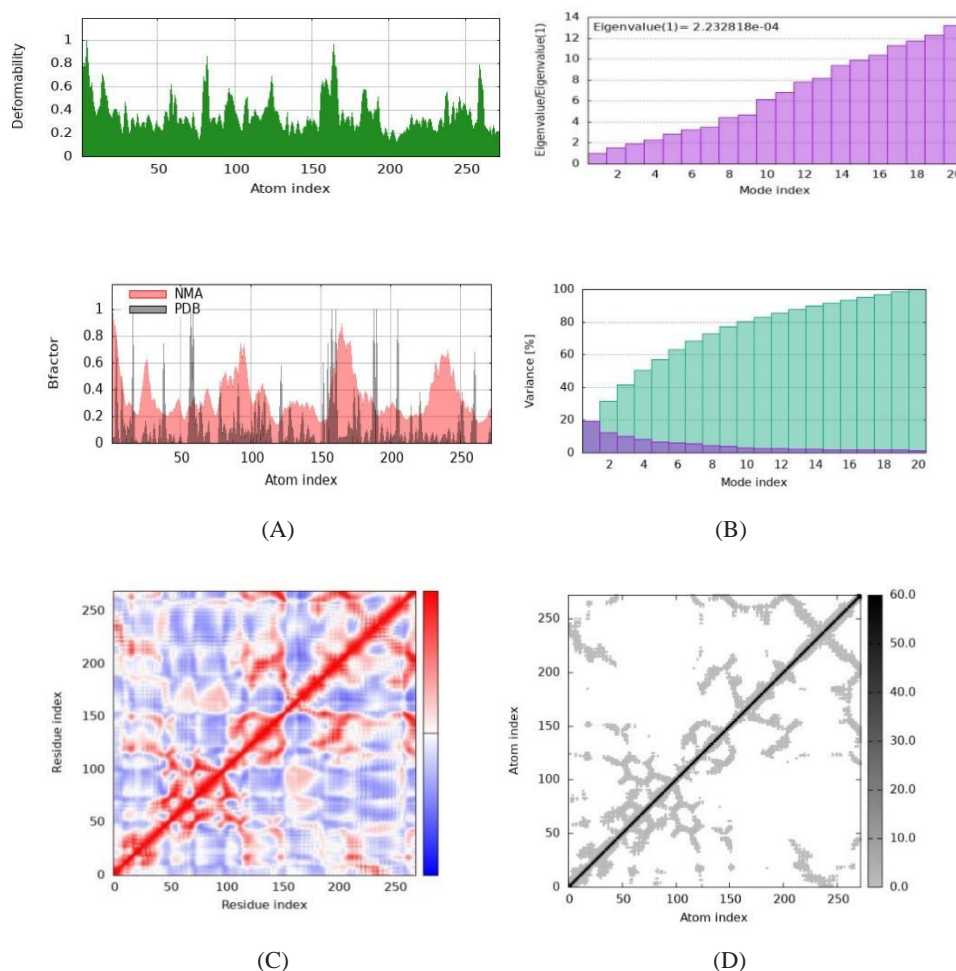 Deformability
1
0.8
0.6
0.4
0.2
0
50 100 150 200 250
Atom index
Eigenvalue/Eigenvalue(1)
14
12
10
8
6
4
2
0
Eigenvalue(1)= 2.232818e-04
2 4 6 8 10 12 14 16 18 20
Mode index
Bfactor
1
0.8
0.6
0.4
0.2
0
NMA
PDB
50 100 150 200 250
Atom index
Variance [%]
100
80
60
40
20
0
2 4 6 8 10 12 14 16 18 20
Mode index
(A) (B)
Residue index
250
200
150
100
50
0
0 50 100 150 200 250
Residue index
Atom index
250
200
150
100
50
0
0 50 100 150 200 250
Atom index
60.0
50.0
40.0
30.0
20.0
10.0
0.0
(C) (D)